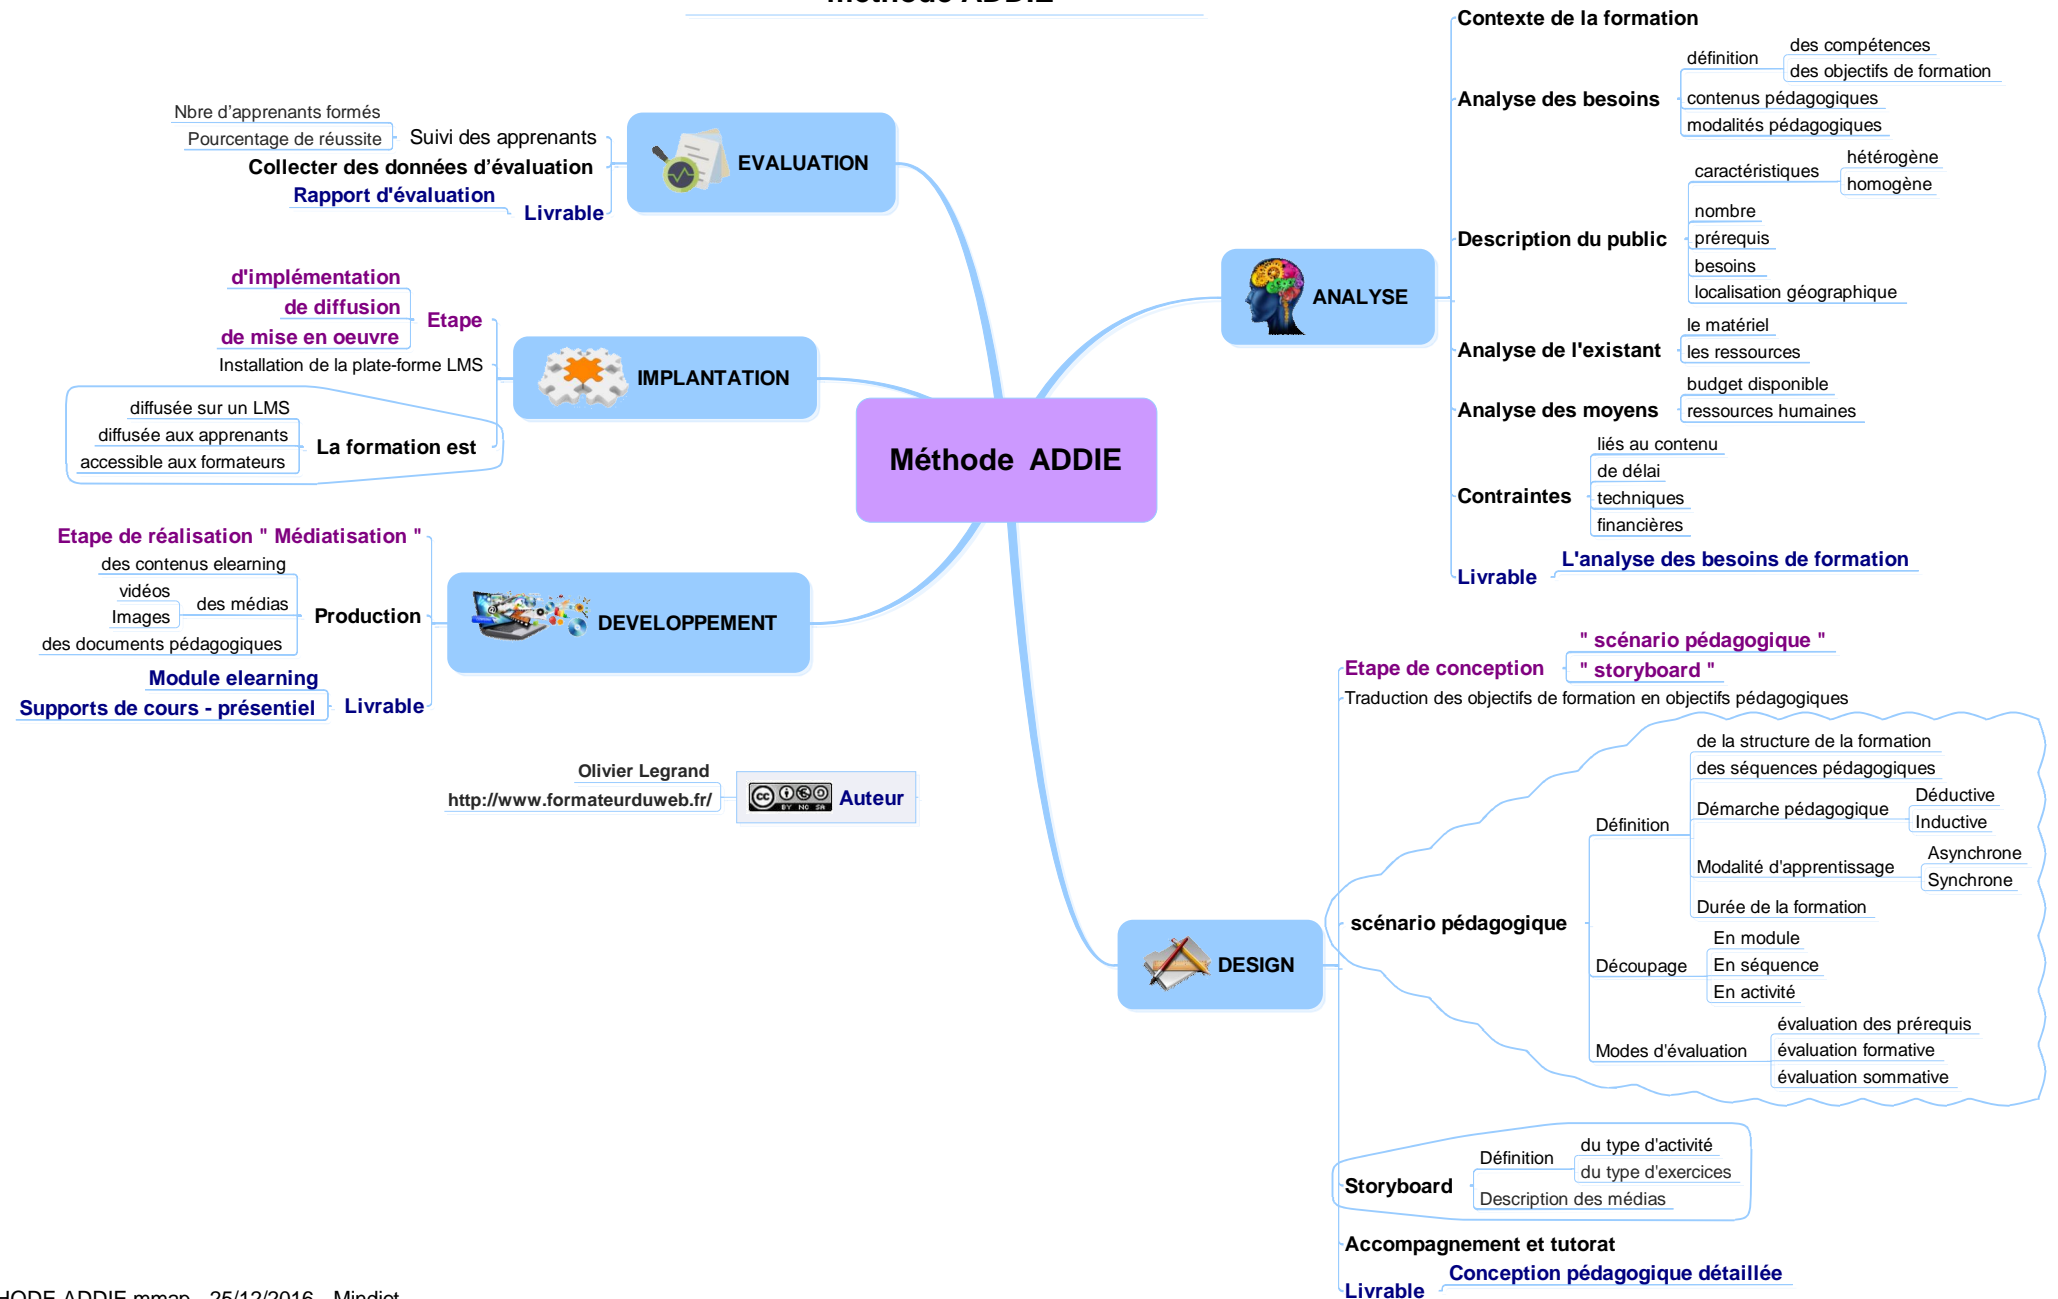 Méthode ADDIE
Contexte de la formation
Analyse des besoins
définition
des compétences
des objectifs de formation
contenus pédagogiques
modalités pédagogiques
Description du public
caractéristiques
hétérogène
homogène
nombre
prérequis
besoins
localisation géographique
ANALYSE
Analyse de l'existant
le matériel
les ressources
Analyse des moyens
budget disponible
ressources humaines
Contraintes
liés au contenu
de délai
techniques
financières
Livrable
L'analyse des besoins de formation
Etape de conception
" scénario pédagogique "
" storyboard "
Traduction des objectifs de formation en objectifs pédagogiques
scénario pédagogique
Définition
de la structure de la formation
des séquences pédagogiques
Démarche pédagogique
Déductive
Inductive
Modalité d'apprentissage
Asynchrone
Synchrone
Durée de la formation
Découpage
En module
En séquence
En activité
Modes d'évaluation
évaluation des prérequis
évaluation formative
évaluation sommative
DESIGN
Storyboard
Définition
du type d'activité
du type d'exercices
Description des médias
Accompagnement et tutorat
Livrable
Conception pédagogique détaillée
Etape de réalisation " Médiatisation "
Production
des contenus elearning
des médias
vidéos
Images
des documents pédagogiques
DEVELOPPEMENT
Livrable
Module elearning
Supports de cours - présentiel
Etape
d'implémentation
de diffusion
de mise en oeuvre
Installation de la plate-forme LMS
IMPLANTATION
La formation est
diffusée sur un LMS
diffusée aux apprenants
accessible aux formateurs
Suivi des apprenants
Nbre d'apprenants formés
Pourcentage de réussite
Collecter des données d’évaluation
EVALUATION
Livrable
Rapport d'évaluation
Olivier Legrand
http://www.formateurduweb.fr/
cc BY NC SA
Auteur
ADDIE.mmap - 25/12/2016 - Mindjet